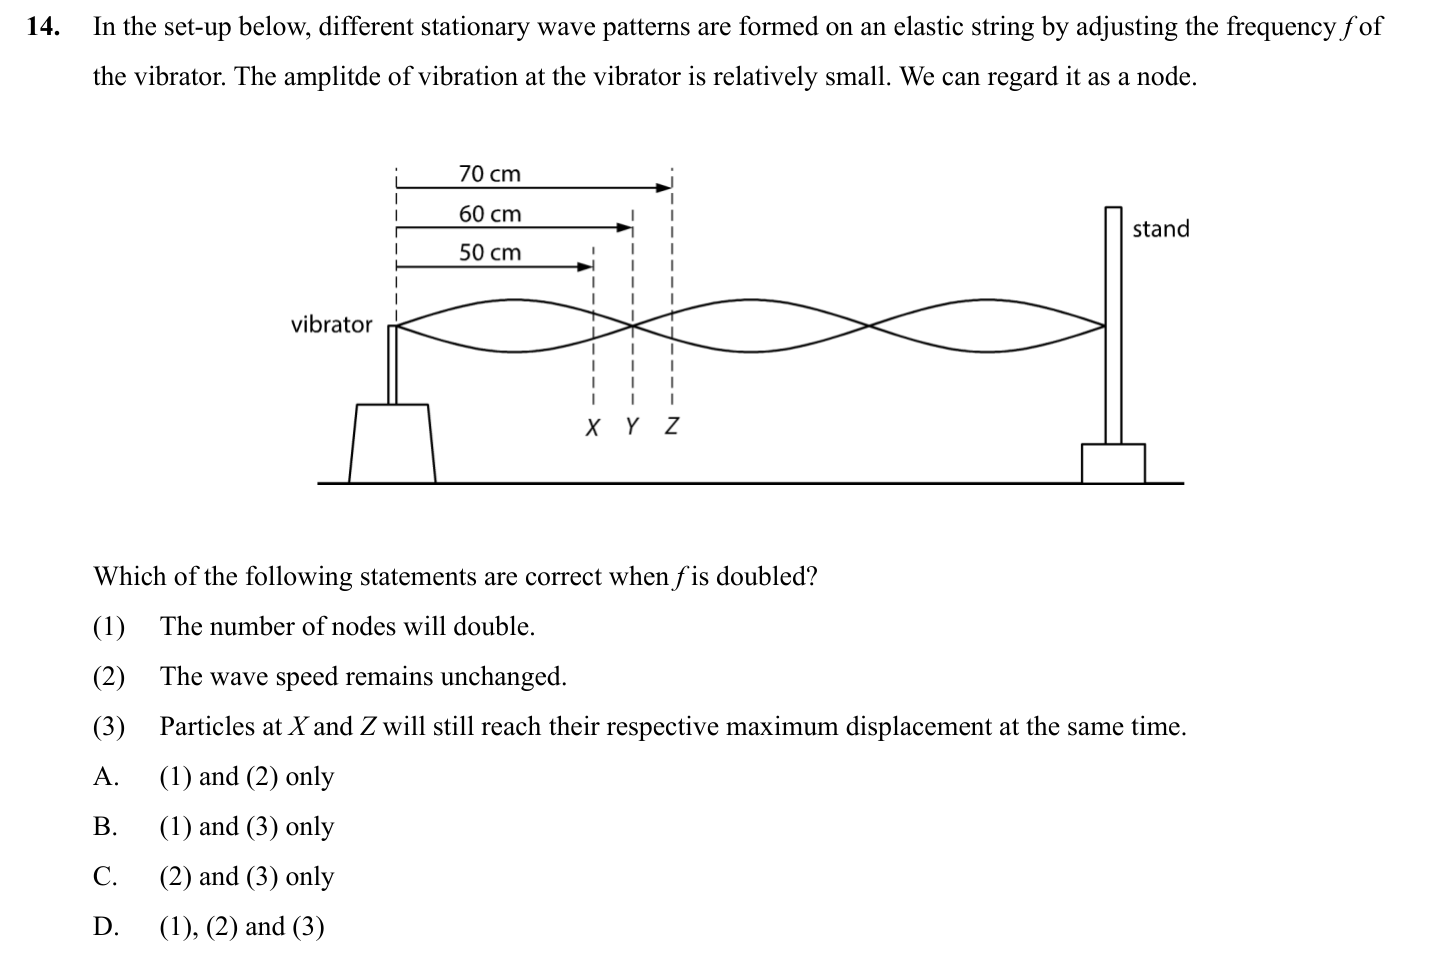 14. In the set-up below, different stationary wave patterns are formed on an elastic string by adjusting the frequency f of
the vibrator. The amplitde of vibration at the vibrator is relatively small. We can regard it as a node.
70 cm
60 cm
50 cm
stand
vibrator
X Y Z
Which of the following statements are correct when f is doubled?
(1) The number of nodes will double.
(2) The wave speed remains unchanged.
(3) Particles at X and Z will still reach their respective maximum displacement at the same time.
A. (1) and (2) only
B. (1) and (3) only
C. (2) and (3) only
D. (1), (2) and (3)